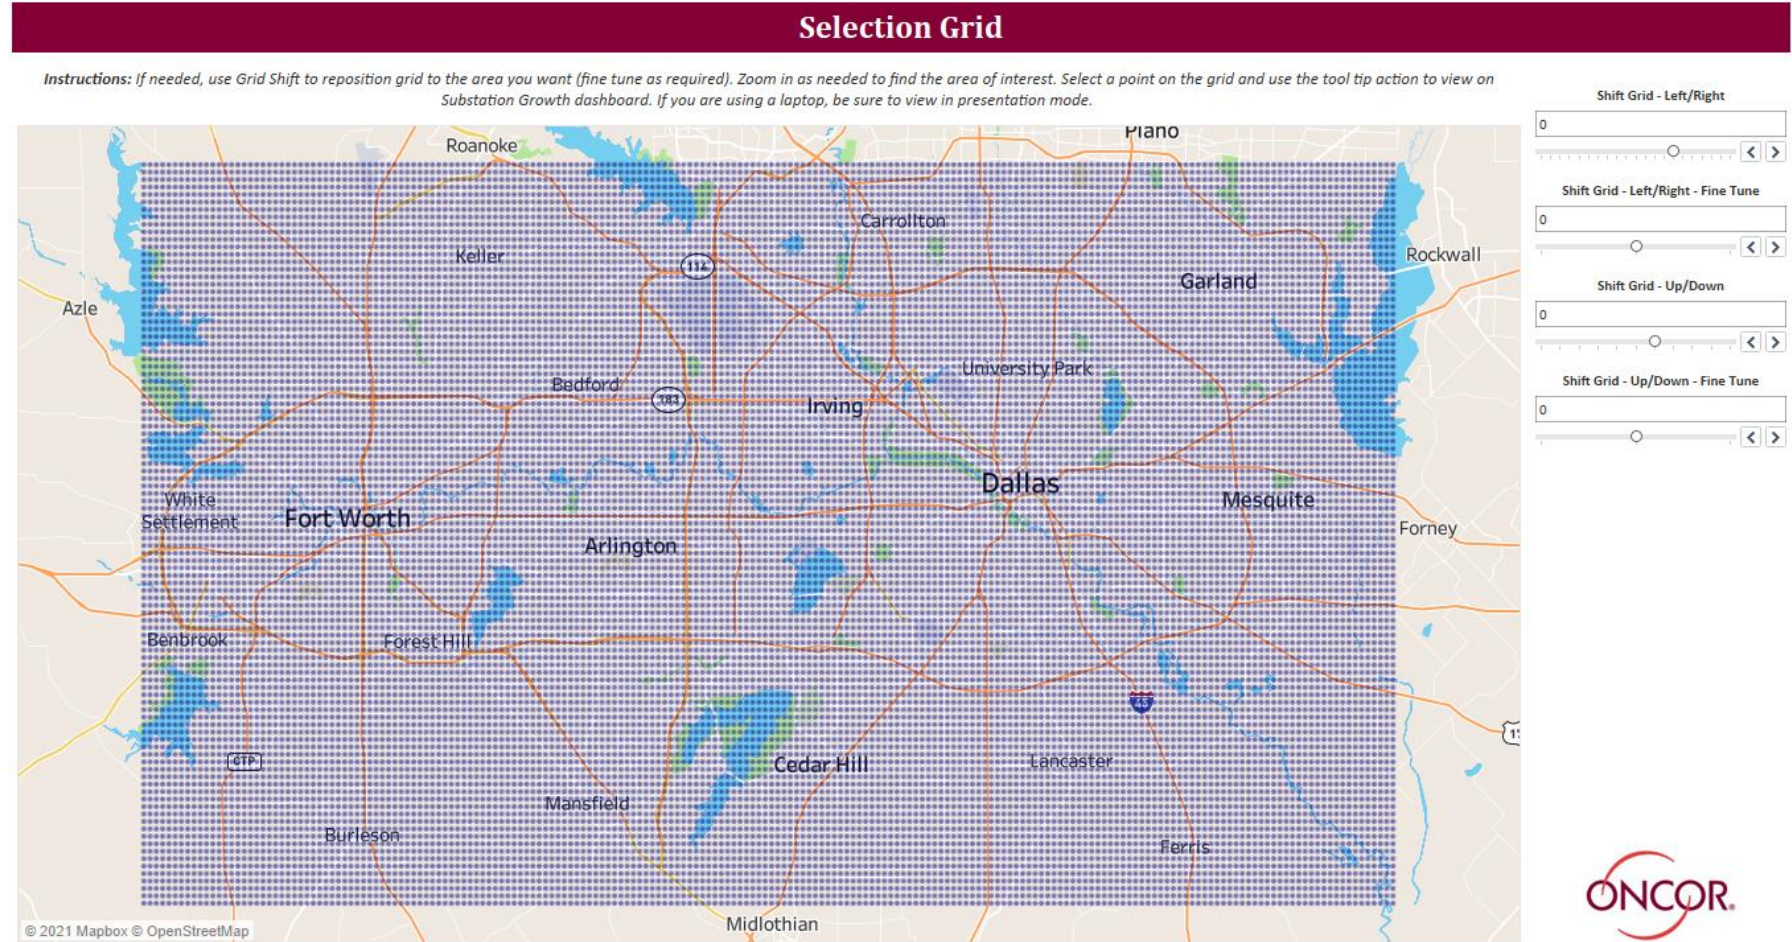 Selection Grid
Instructions: If needed, use Grid Shift to reposition grid to the area you want (fine tune as required). Zoom in as needed to find the area of interest. Select a point on the grid and use the tool tip action to view on
Substation Growth dashboard. If you are using a laptop, be sure to view in presentation mode.
Shift Grid - Left/Right
0
Shift Grid - Left/Right - Fine Tune
0
Shift Grid - Up/Down
0
Shift Grid - Up/Down - Fine Tune
0
Plano
Roanoke
Carrollton
Keller
Rockwall
114
Garland
Azle
University Park
Bedford
183
Irving
Dallas
White
Settlement
Mesquite
Fort Worth
Forney
Arlington
Benbrook
Forest Hill
45
CTP
Cedar Hill
Lancaster
Mansfield
Burleson
Ferris
Midlothian
© 2021 Mapbox © OpenStreetMap
ONCOR.